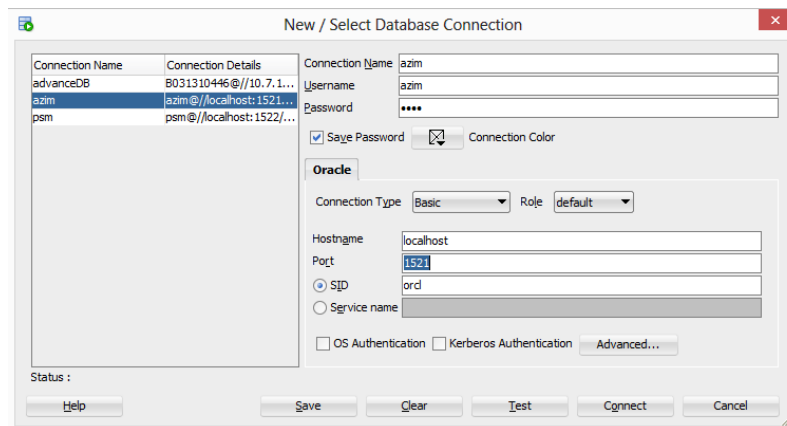 New / Select Database Connection
Connection Name Connection Details
advanceDB B031310446@//10.7.1...
azim azim@//localhost:1521...
psm psm@//localhost:1522/...
Connection Name azim
Username azim
Password ••••
Save Password Connection Color
Oracle
Connection Type Basic Role default
Hostname localhost
Port 1521
SID orcl
Service name
OS Authentication Kerberos Authentication Advanced...
Status :
Help Save Clear Test Connect Cancel